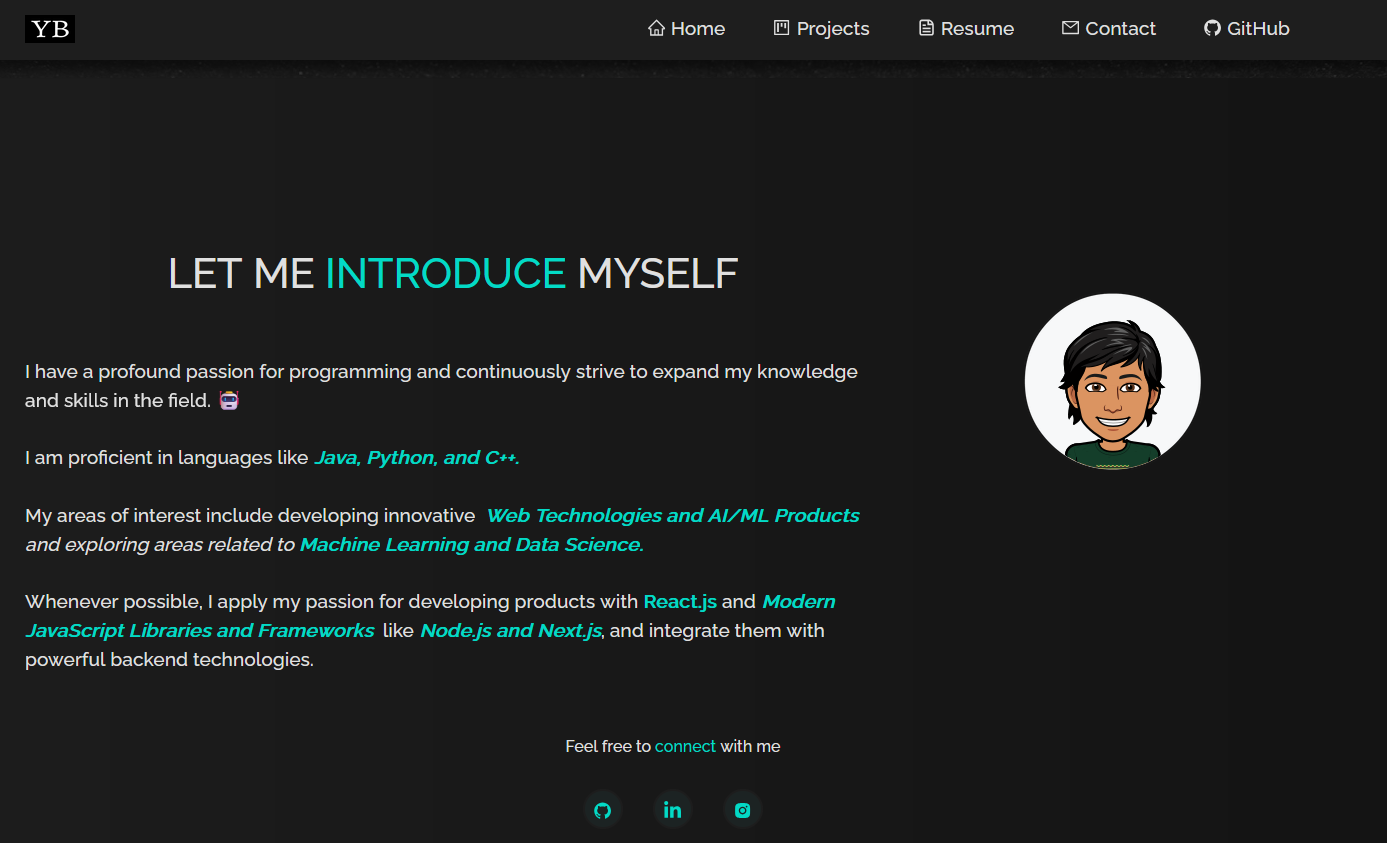 YB
Home
Projects
Resume
Contact
GitHub
LET ME INTRODUCE MYSELF
I have a profound passion for programming and continuously strive to expand my knowledge
and skills in the field.
I am proficient in languages like Java, Python, and C++.
My areas of interest include developing innovative Web Technologies and AI/ML Products
and exploring areas related to Machine Learning and Data Science.
Whenever possible, I apply my passion for developing products with React.js and Modern
JavaScript Libraries and Frameworks like Node.js and Next.js, and integrate them with
powerful backend technologies.
Feel free to connect with me
in